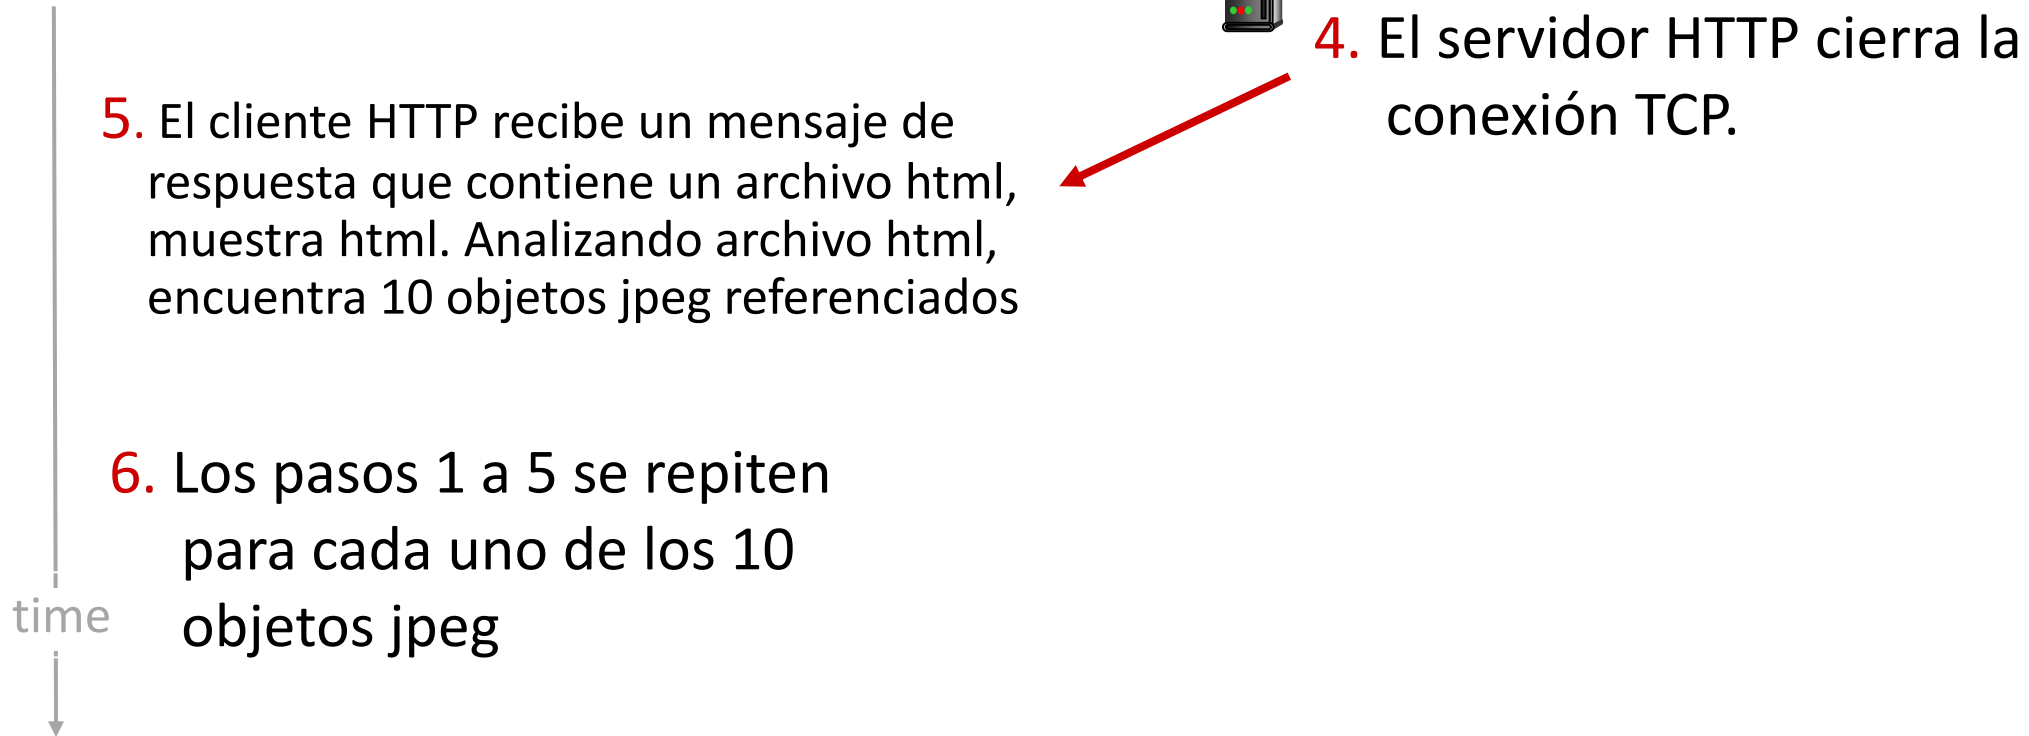 4. El servidor HTTP cierra la
conexión TCP.
5. El cliente HTTP recibe un mensaje de
respuesta que contiene un archivo html,
muestra html. Analizando archivo html,
encuentra 10 objetos jpeg referenciados
6. Los pasos 1 a 5 se repiten
para cada uno de los 10
objetos jpeg
time